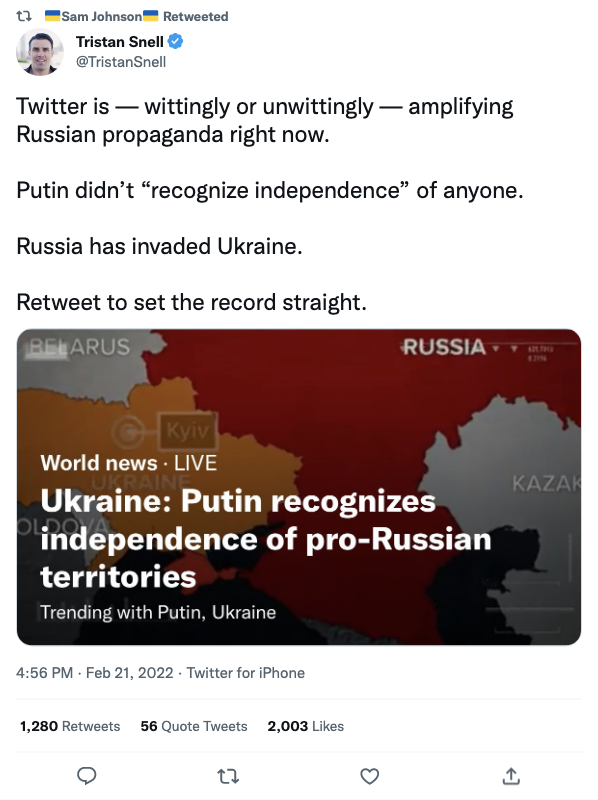 Sam Johnson Retweeted
Tristan Snell
@TristanSnell
Twitter is — wittingly or unwittingly — amplifying
Russian propaganda right now.
Putin didn’t “recognize independence” of anyone.
Russia has invaded Ukraine.
Retweet to set the record straight.
BELARUS
RUSSIA
Kyiv
World news · LIVE
UKRAINE
KAZAK
Ukraine: Putin recognizes
OLDOVA
independence of pro-Russian
territories
Trending with Putin, Ukraine
4:56 PM · Feb 21, 2022 · Twitter for iPhone
1,280 Retweets 56 Quote Tweets 2,003 Likes